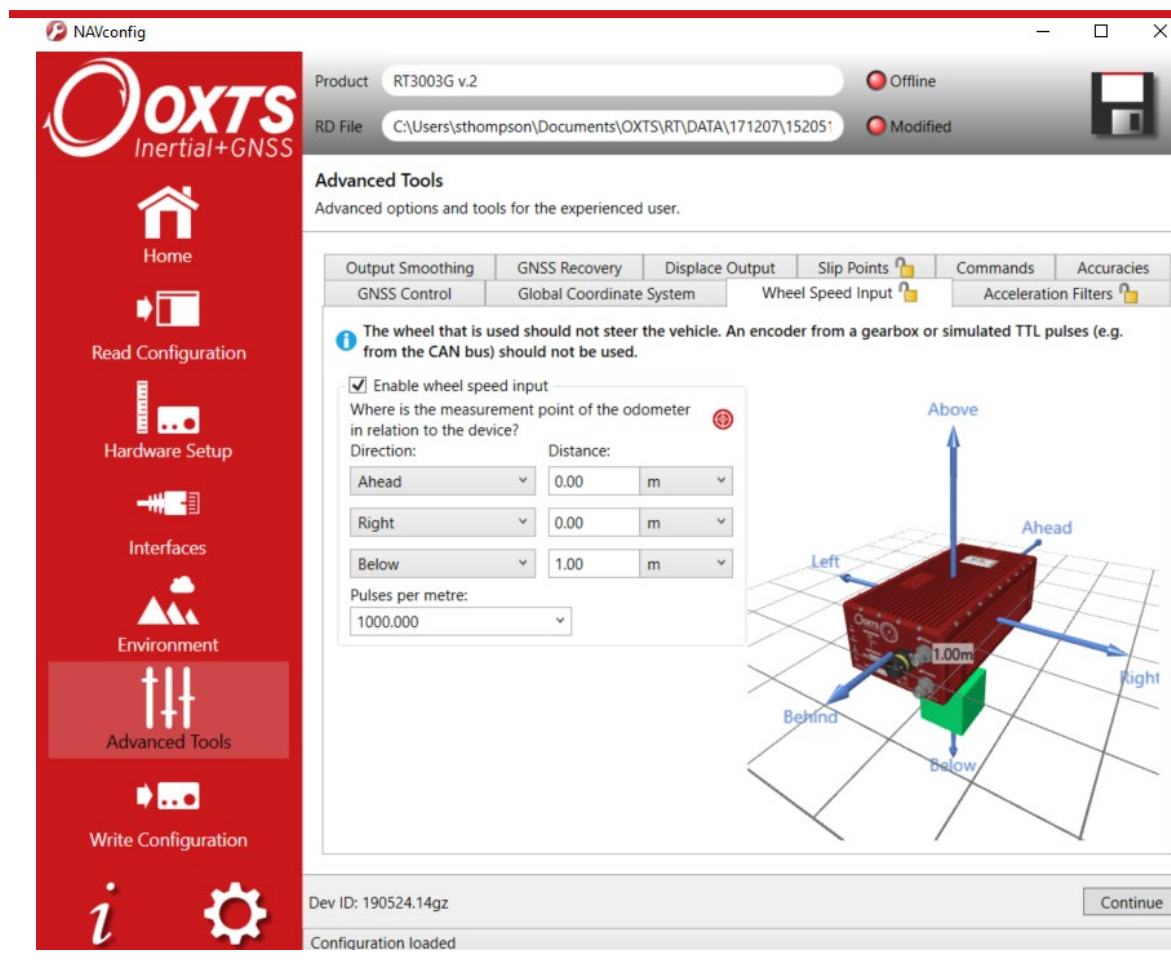 NAVconfig
OXTS
Inertial+GNSS
Product RT3003G v.2 Offline
RD File C:\Users\sthompson\Documents\OXTS\RT\DATA\171207\152051 Modified
Advanced Tools
Advanced options and tools for the experienced user.
Home
Read Configuration
Hardware Setup
Interfaces
Environment
Advanced Tools
Write Configuration
Output Smoothing GNSS Recovery Displace Output Slip Points Commands Accuracies
GNSS Control Global Coordinate System Wheel Speed Input Acceleration Filters
The wheel that is used should not steer the vehicle. An encoder from a gearbox or simulated TTL pulses (e.g.
from the CAN bus) should not be used.
Enable wheel speed input
Where is the measurement point of the odometer
in relation to the device?
Direction: Distance:
Ahead 0.00 m
Right 0.00 m
Below 1.00 m
Pulses per metre:
1000.000
Above
Ahead
Left
OXTS
1.00m
Right
Behind
Below
Dev ID: 190524.14gz Continue
Configuration loaded